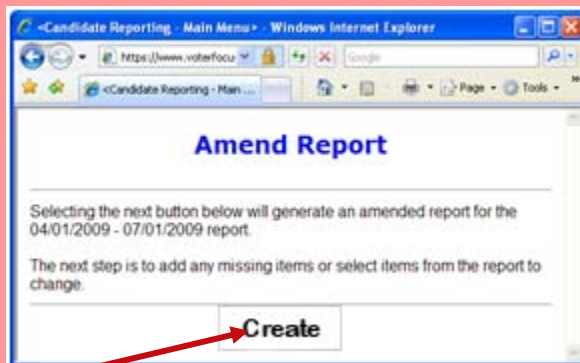 <Candidate Reporting - Main Menu> - Windows Internet Explorer
https://www.voterfocu
Google
<Candidate Reporting - Main ...
Page
Tools
Amend Report
Selecting the next button below will generate an amended report for the
04/01/2009 - 07/01/2009 report.
The next step is to add any missing items or select items from the report to
change.
Create